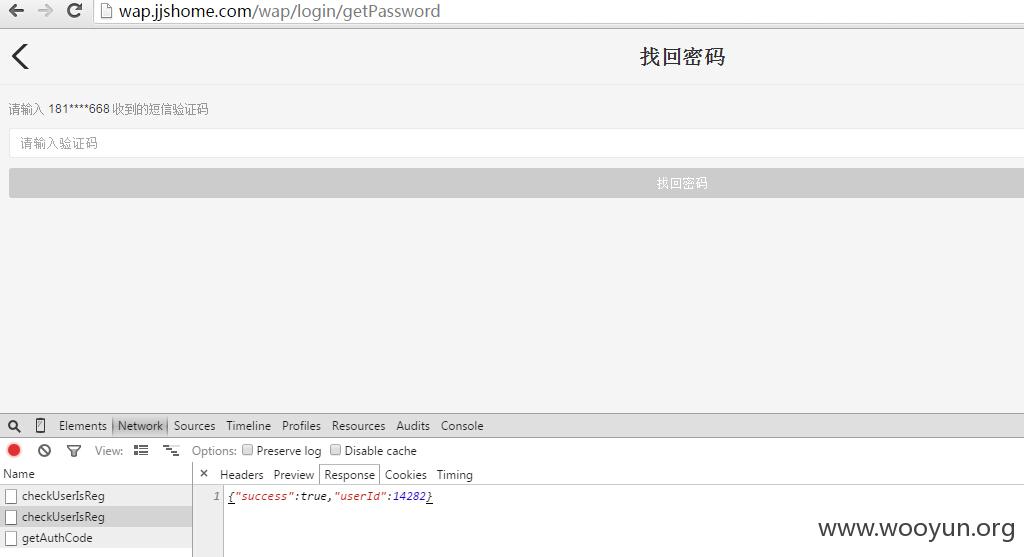 wap.jjshome.com/wap/login/getPassword
找回密码
请输入 181****668 收到的短信验证码
请输入验证码
找回密码
Elements Network Sources Timeline Profiles Resources Audits Console
View: Options: Preserve log Disable cache
Name × Headers Preview Response Cookies Timing
checkUserIsReg 1 {"success":true,"userId":14282}
checkUserIsReg
getAuthCode
www.wooyun.org